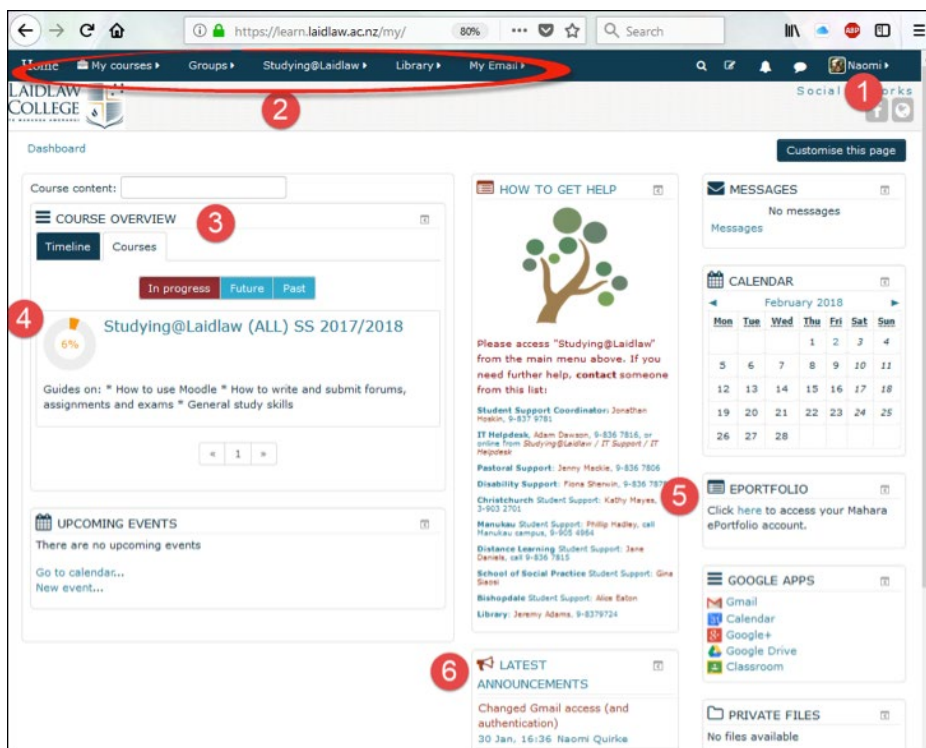 https://learn.laidlaw.ac.nz/my/
80%
Search
ABP
Home My courses Groups Studying@Laidlaw Library My Email Naomi
1
2
LAIDLAW
COLLEGE
Social
Dashboard
Customise this page
Course content:
3
COURSE OVERVIEW
Timeline Courses
In progress Future Past
4
6%
Studying@Laidlaw (ALL) SS 2017/2018
Guides on: * How to use Moodle * How to write and submit forums,
assignments and exams * General study skills
« 1 »
UPCOMING EVENTS
There are no upcoming events
Go to calendar...
New event...
HOW TO GET HELP
Please access "Studying@Laidlaw"
from the main menu above. If you
need further help, contact someone
from this list:
Student Support Coordinator: Jonathan
Hoskin, 9-837 9781
IT Helpdesk, Adam Dawson, 9-836 7816, or
online from Studying@Laidlaw / IT Support / IT
Helpdesk
Pastoral Support: Jenny Mackie, 9-836 7806
Disability Support: Fiona Sherwin, 9-836
Christchurch Student Support: Kathy Mayes,
3-903 2701
Manukau Student Support: Phillip Hadley, call
Manukau campus, 9-905 4964
Distance Learning Student Support: Jane
Daniels, call 9-836 7815
School of Social Practice Student Support: Gina
Siaosi
Bishopdale Student Support: Alice Eaton
Library: Jeremy Adams, 9-8379724
5
6
LATEST
ANNOUNCEMENTS
Changed Gmail access (and
authentication)
30 Jan, 16:36 Naomi Quirke
MESSAGES
No messages
Messages
CALENDAR
◄ February 2018 ►
Mon Tue Wed Thu Fri Sat Sun
1 2 3 4
5 6 7 8 9 10 11
12 13 14 15 16 17 18
19 20 21 22 23 24 25
26 27 28
EPORTFOLIO
Click here to access your Mahara
ePortfolio account.
GOOGLE APPS
Gmail
Calendar
Google+
Google Drive
Classroom
PRIVATE FILES
No files available